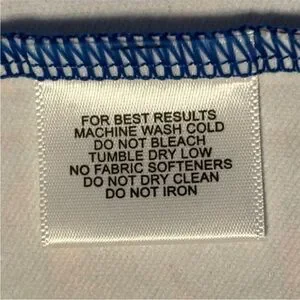 FOR BEST RESULTS
MACHINE WASH COLD
DO NOT BLEACH
TUMBLE DRY LOW
NO FABRIC SOFTENERS
DO NOT DRY CLEAN
DO NOT IRON